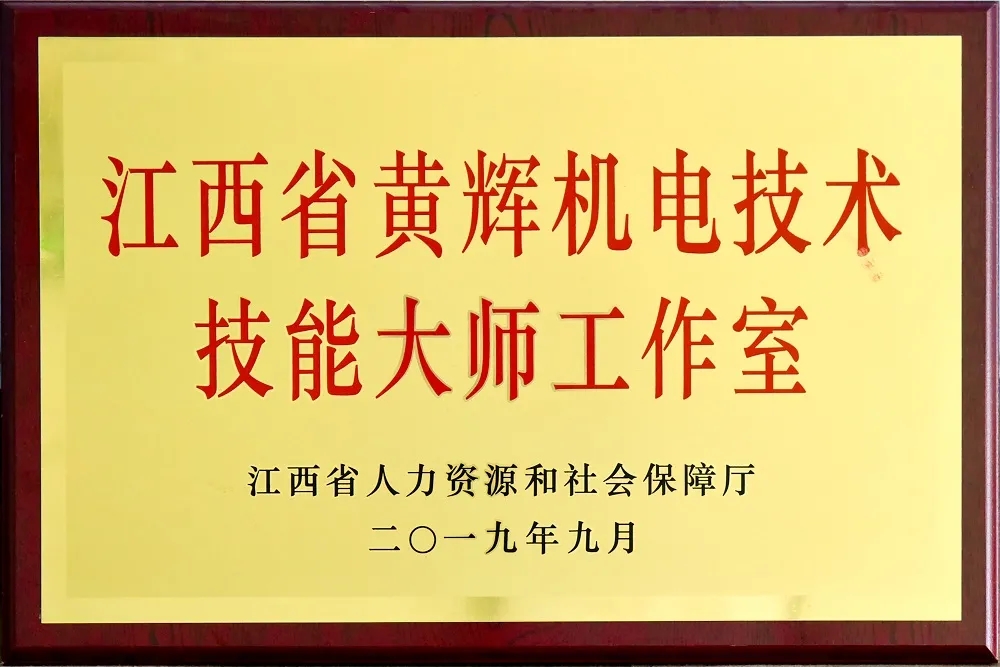 江西省黄辉机电技术
技能大师工作室
江西省人力资源和社会保障厅
二〇一九年九月